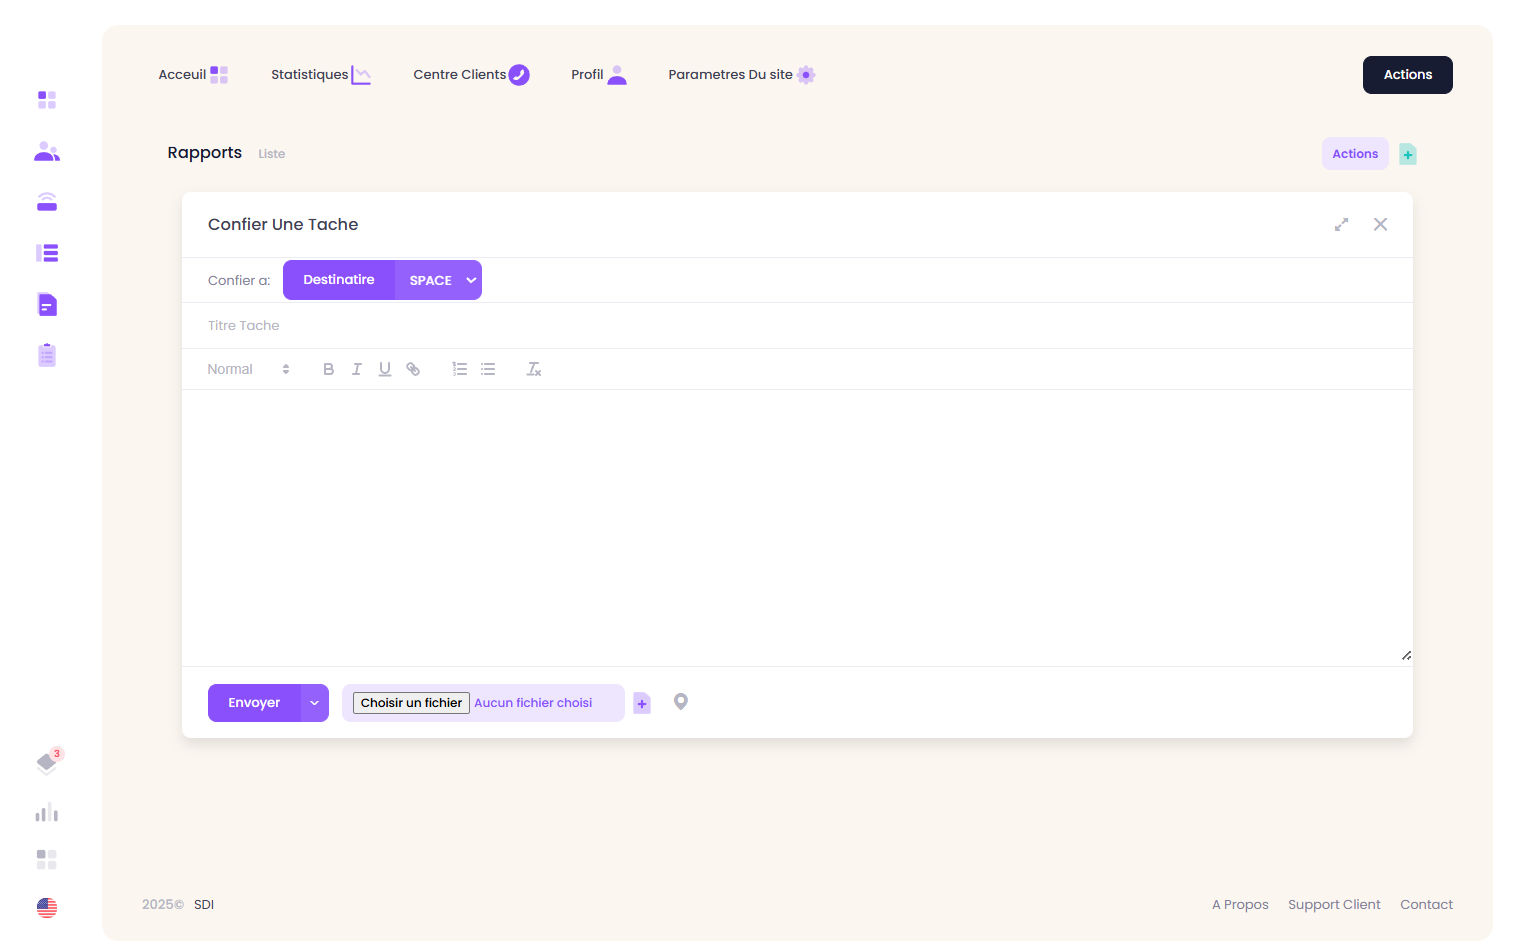 Acceuil Statistiques Centre Clients Profil Parametres Du site Actions
Rapports Liste Actions
Confier Une Tache
Confier a: Destinatire SPACE
Titre Tache
Normal
Envoyer Choisir un fichier Aucun fichier choisi
3
2025© SDI A Propos Support Client Contact